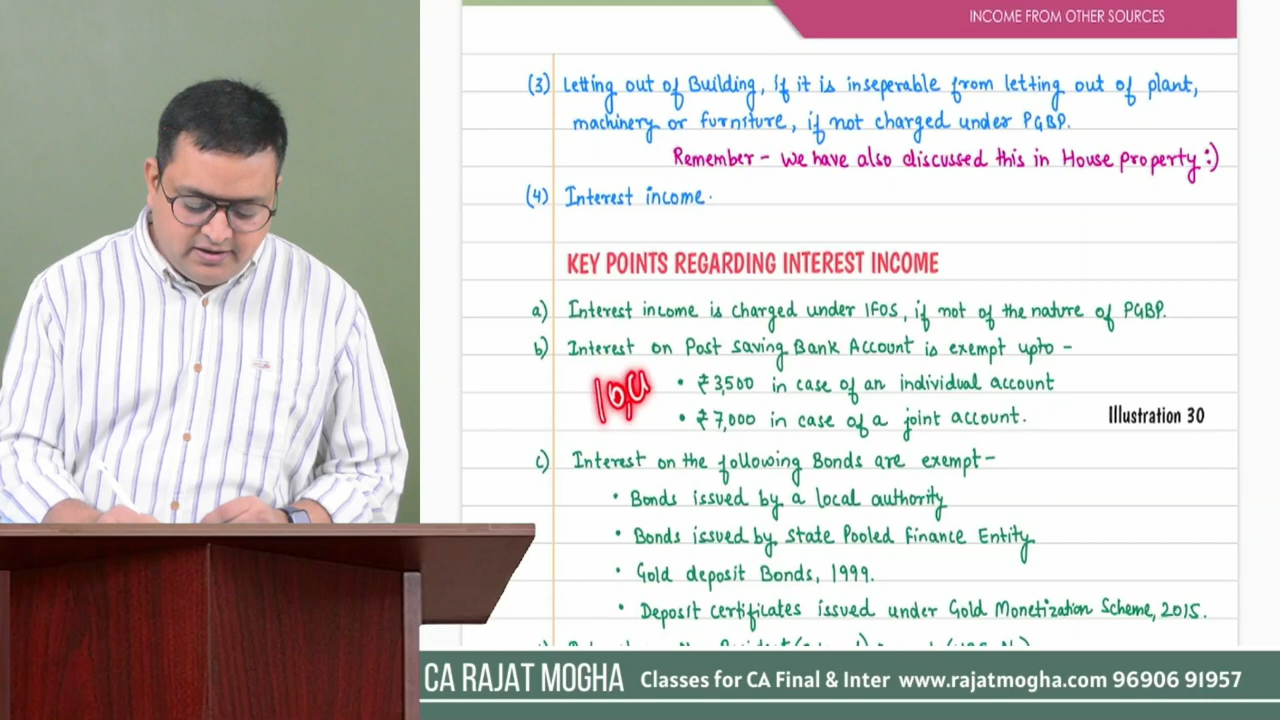 INCOME FROM OTHER SOURCES
(3) Letting out of Building, if it is inseperable from letting out of plant,
machinery or furniture, if not charged under PGBP.
Remember - We have also discussed this in House property :)
(4) Interest income.
KEY POINTS REGARDING INTEREST INCOME
a) Interest income is charged under IFOS, if not of the nature of PGBP.
b) Interest on Post saving Bank Account is exempt upto -
• ₹3,500 in case of an individual account
• ₹7,000 in case of a joint account.
Illustration 30
c) Interest on the following Bonds are exempt-
• Bonds issued by a local authority
• Bonds issued by State Pooled Finance Entity
• Gold deposit Bonds, 1999.
• Deposit certificates issued under Gold Monetization Scheme, 2015.
CA RAJAT MOGHA Classes for CA Final & Inter www.rajatmogha.com 96906 91957